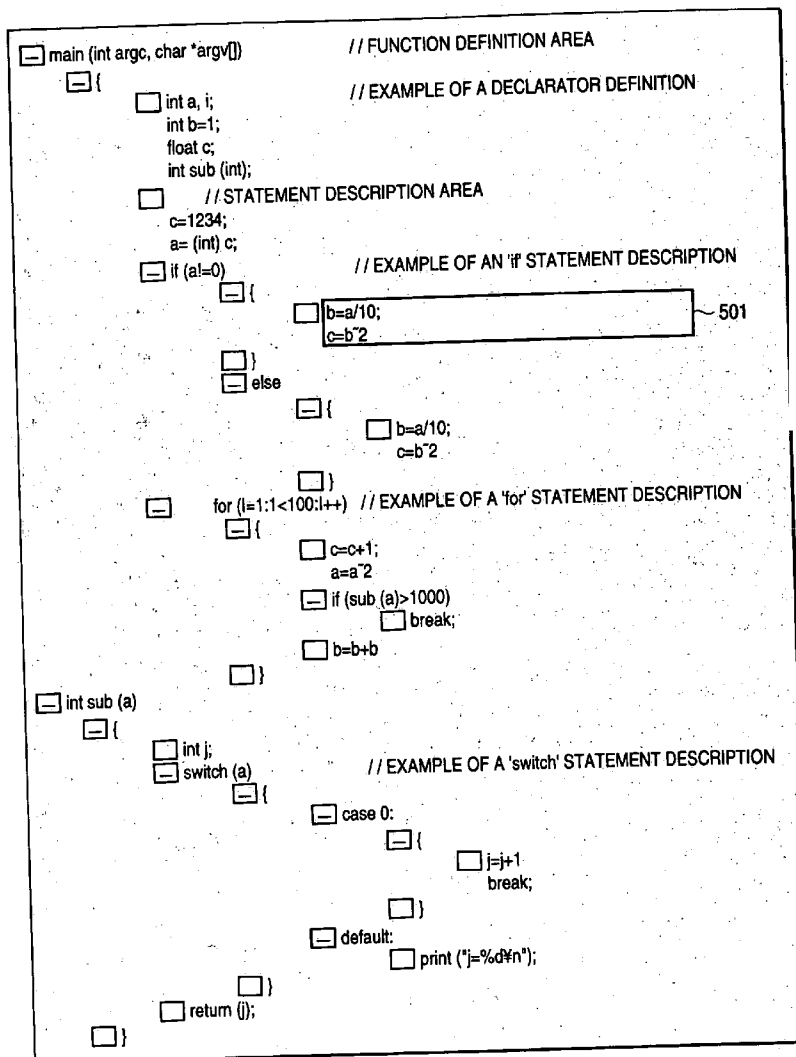 main (int argc, char *argv[]) // FUNCTION DEFINITION AREA
{
int a, i; // EXAMPLE OF A DECLARATOR DEFINITION
int b=1;
float c;
int sub (int);
// STATEMENT DESCRIPTION AREA
c=1234;
a= (int) c;
if (a!=0) // EXAMPLE OF AN 'if' STATEMENT DESCRIPTION
{
b=a/10; 501
c=b˜2
}
else
{
b=a/10;
c=b˜2
}
for (I=1:1<100:I++) // EXAMPLE OF A 'for' STATEMENT DESCRIPTION
{
c=c+1;
a=a˜2
if (sub (a)>1000)
break;
b=b+b
}
int sub (a)
{
int j;
switch (a) // EXAMPLE OF A 'switch' STATEMENT DESCRIPTION
{
case 0:
{
j=j+1
break;
}
default:
print ("j=%d¥n");
}
return (j);
}